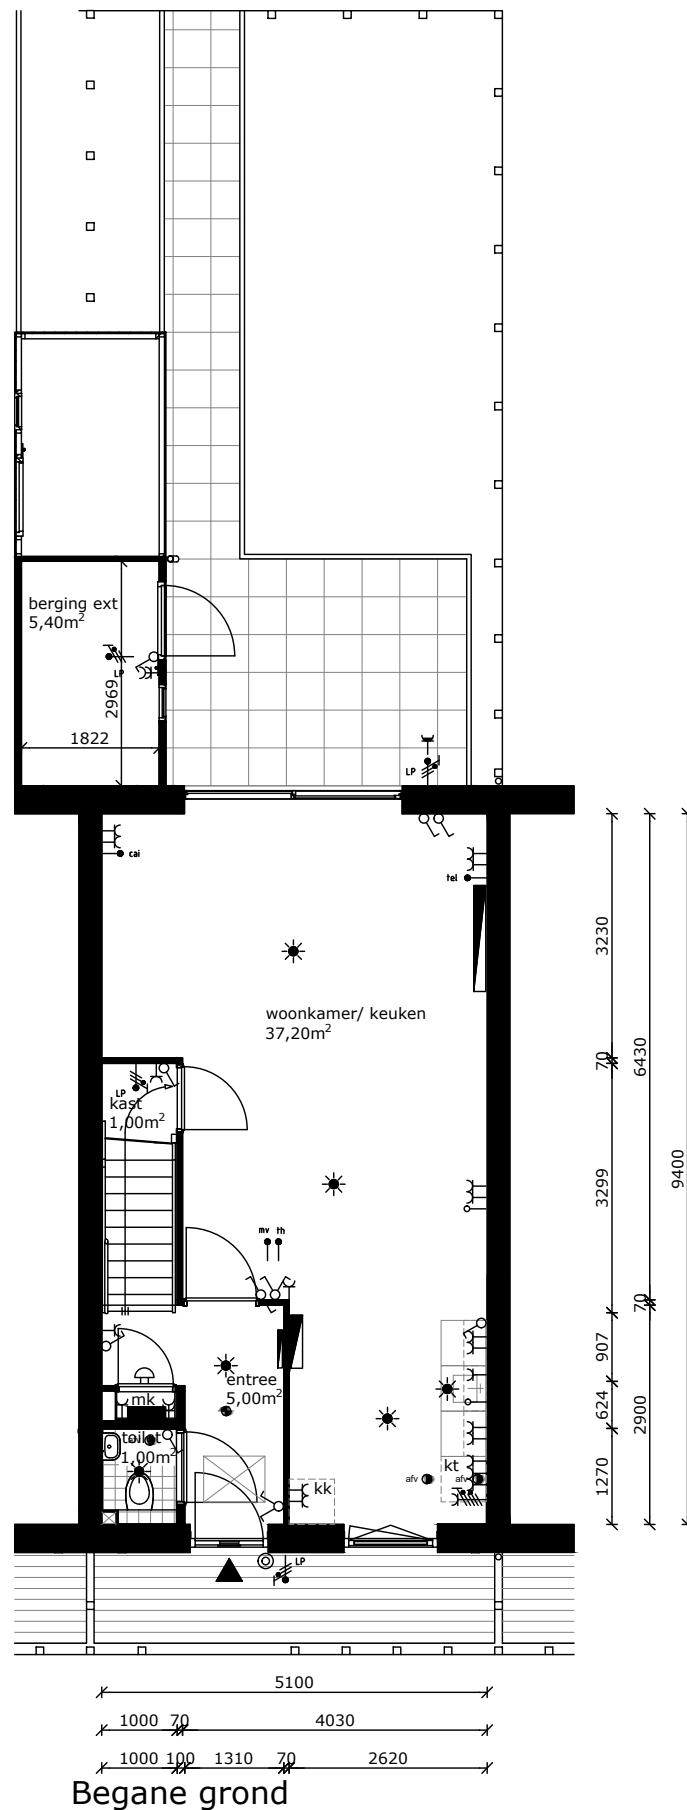 berging ext
5,40m²
LP
2969
1822
LP
cai
tel
3230
woonkamer/ keuken
37,20m²
70
6430
LP
kast
1,00m²
9400
3299
mv th
70
907
entree
5,00m²
mk
624
2900
toilet
1,00m²
kt
afv afv
kk
1270
LP
5100
1000 70 4030
1000 100 1310 70 2620
Begane grond